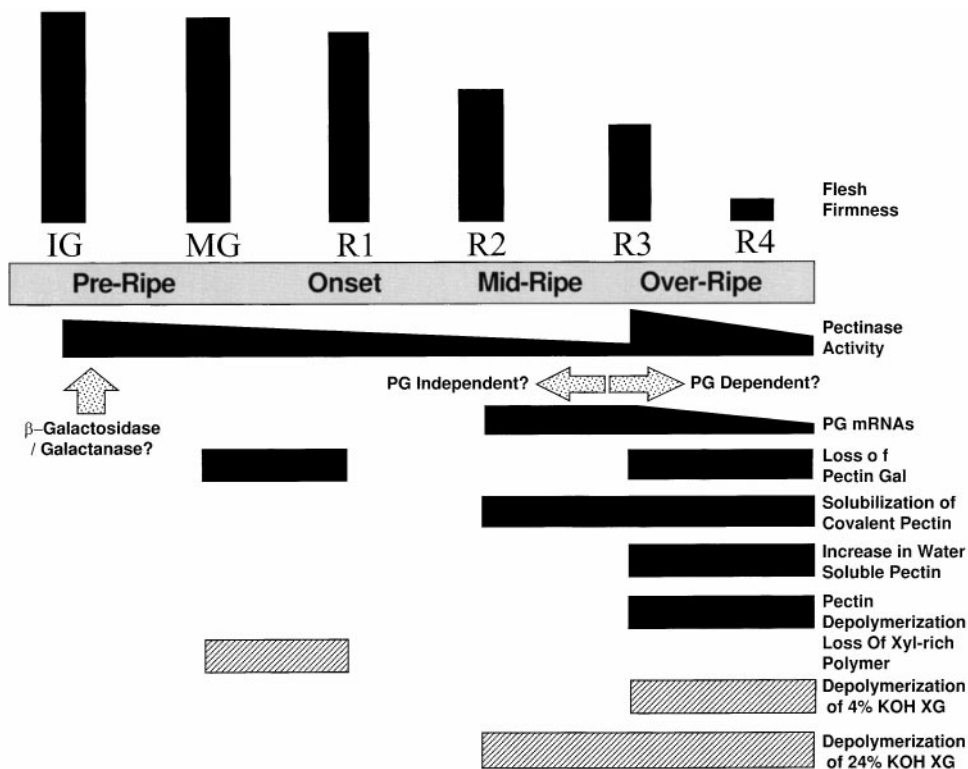 Flesh
Firmness
IG MG R1 R2 R3 R4
Pre-Ripe Onset Mid-Ripe Over-Ripe
Pectinase
Activity
PG Independent? PG Dependent?
β–Galactosidase
/ Galactanase?
PG mRNAs
Loss o f
Pectin Gal
Solubilization of
Covalent Pectin
Increase in Water
Soluble Pectin
Pectin
Depolymerization
Loss Of Xyl-rich
Polymer
Depolymerization
of 4% KOH XG
Depolymerization
of 24% KOH XG